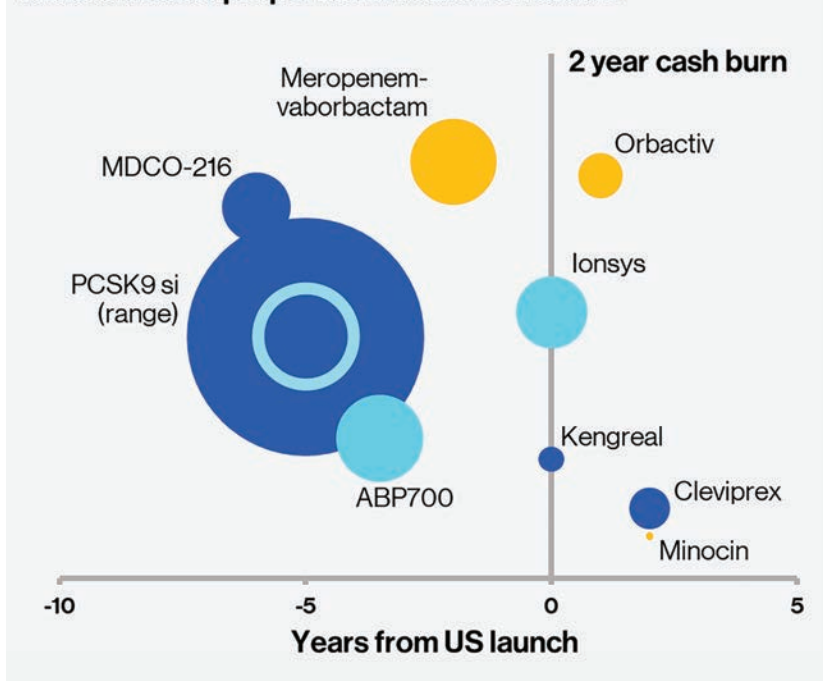 2 year cash burn
Meropenem-
vaborbactam
Orbactiv
MDCO-216
Ionsys
PCSK9 si
(range)
Kengreal
Cleviprex
ABP700
Minocin
-10
-5
0
5
Years from US launch